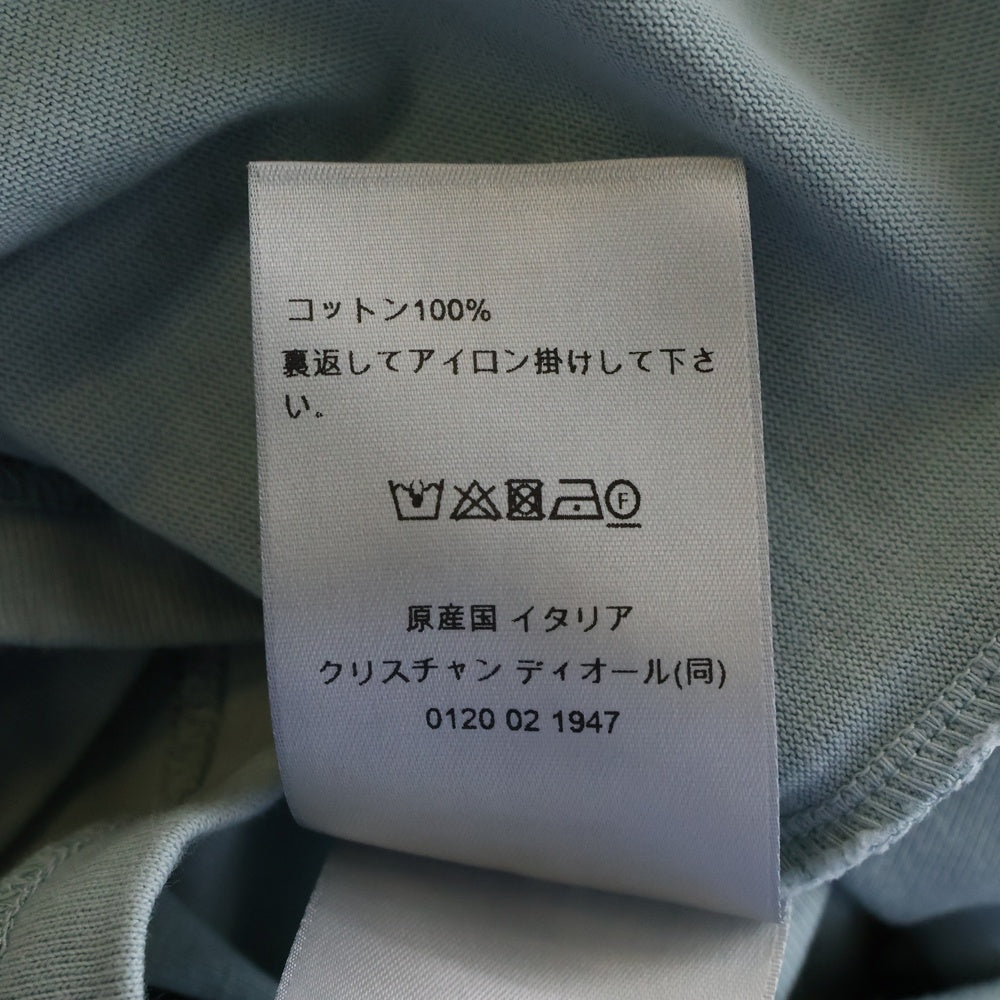 コットン100%
裏返してアイロン掛けして下さ
い。
F
原産国 イタリア
クリスチャン ディオール(同)
0120 02 1947